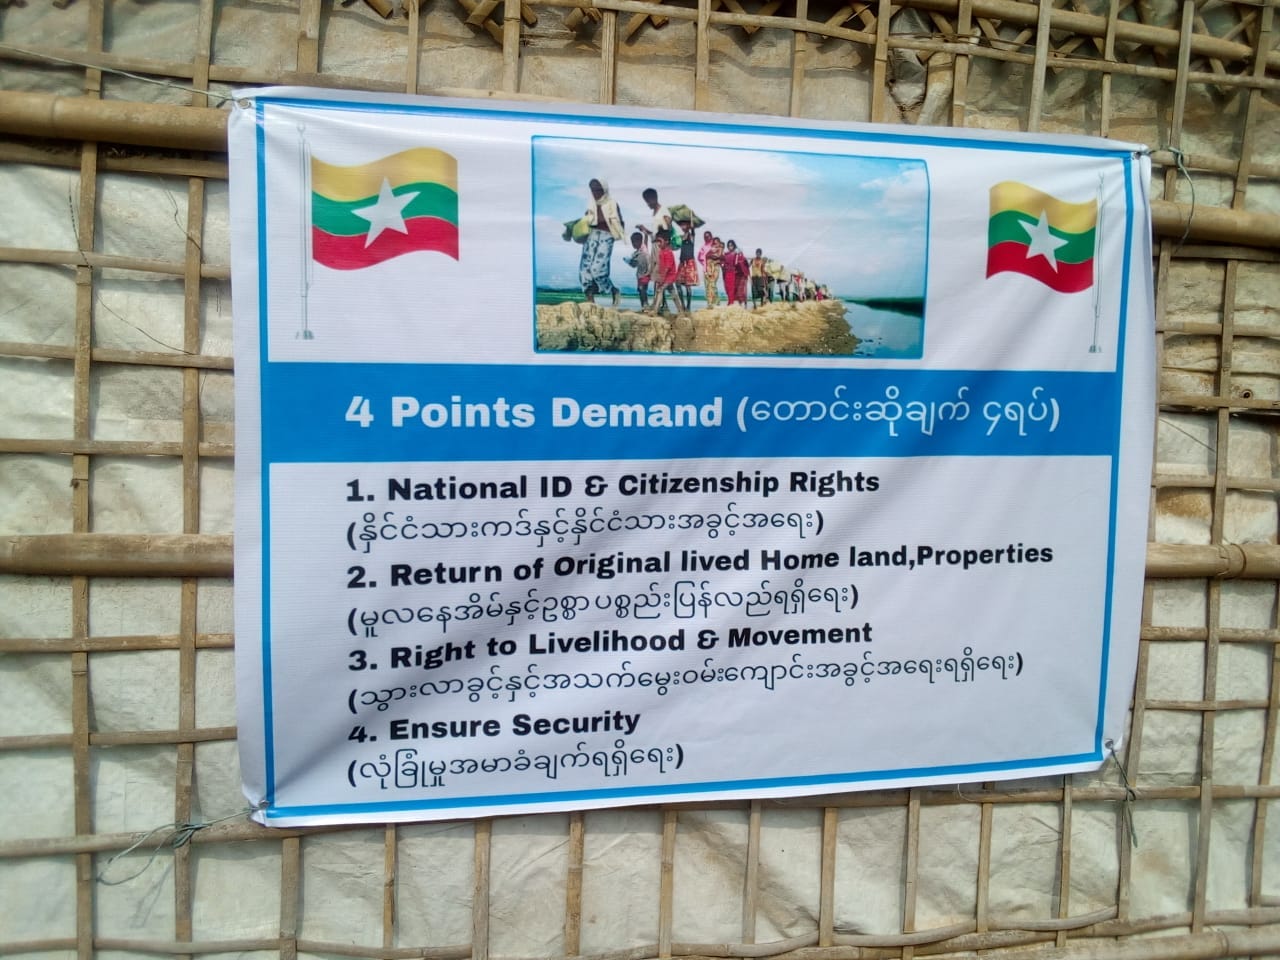 4 Points Demand (တောင်းဆိုချက် ၄ရပ်)
1. National ID & Citizenship Rights
(နိုင်ငံသားကဒ်နှင့်နိုင်ငံသားအခွင့်အရေး)
2. Return of Original lived Home land,Properties
(မူလနေအိမ်နှင့်ဥစ္စာပစ္စည်းပြန်လည်ရရှိရေး)
3. Right to Livelihood & Movement
(သွားလာခွင့်နှင့်အသက်မွေးဝမ်းကျောင်းအခွင့်အရေးရရှိရေး)
4. Ensure Security
(လုံခြုံမှုအမာခံချက်ရရှိရေး)